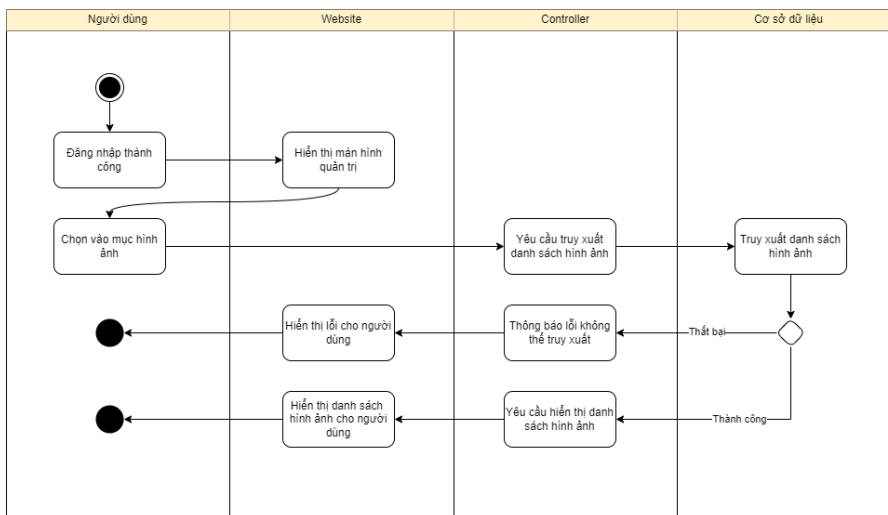 Người dùng
Website
Controller
Cơ sở dữ liệu
Đăng nhập thành
công
Hiển thị màn hình
quản trị
Chọn vào mục hình
ảnh
Yêu cầu truy xuất
danh sách hình ảnh
Truy xuất danh sách
hình ảnh
Hiển thị lỗi cho người
dùng
Thông báo lỗi không
thể truy xuất
Thất bại
Hiển thị danh sách
hình ảnh cho người
dùng
Yêu cầu hiển thị danh
sách hình ảnh
Thành công